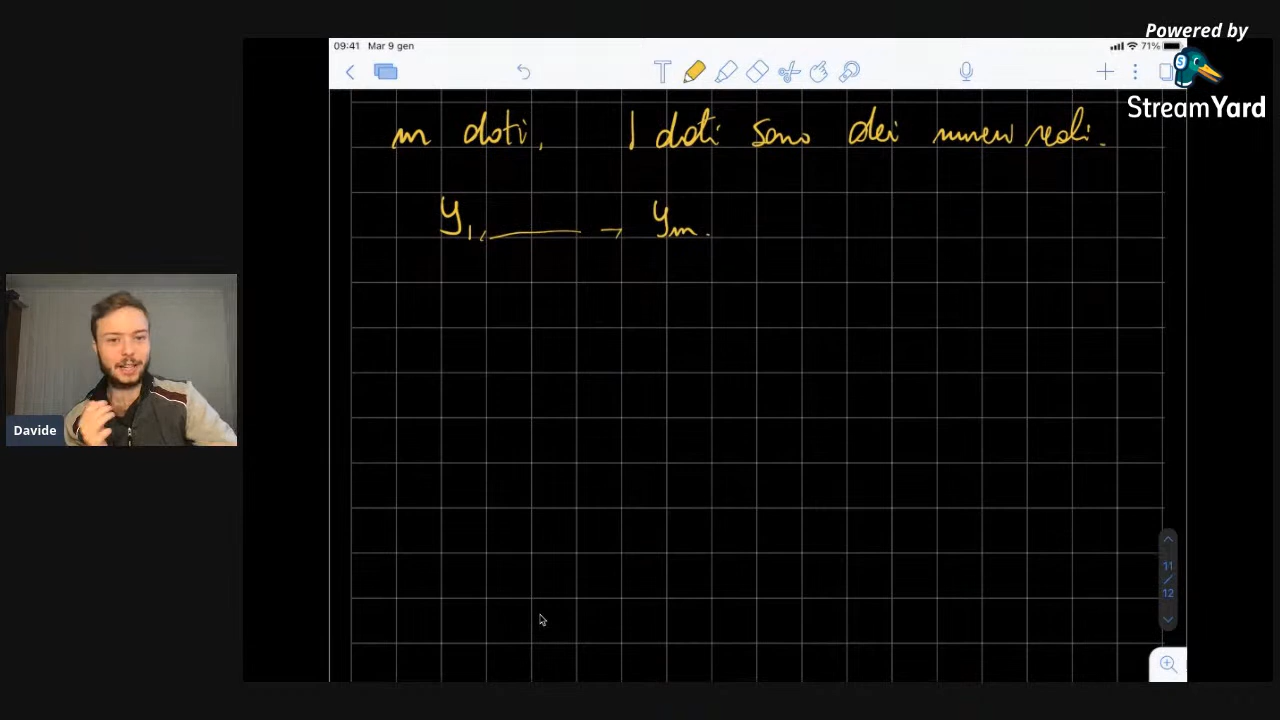 Powered by
StreamYard
09:41 Mar 9 gen
71%
m dati, I dati sono dei numeri reali.
y1, → ym.
Davide
11
/
12